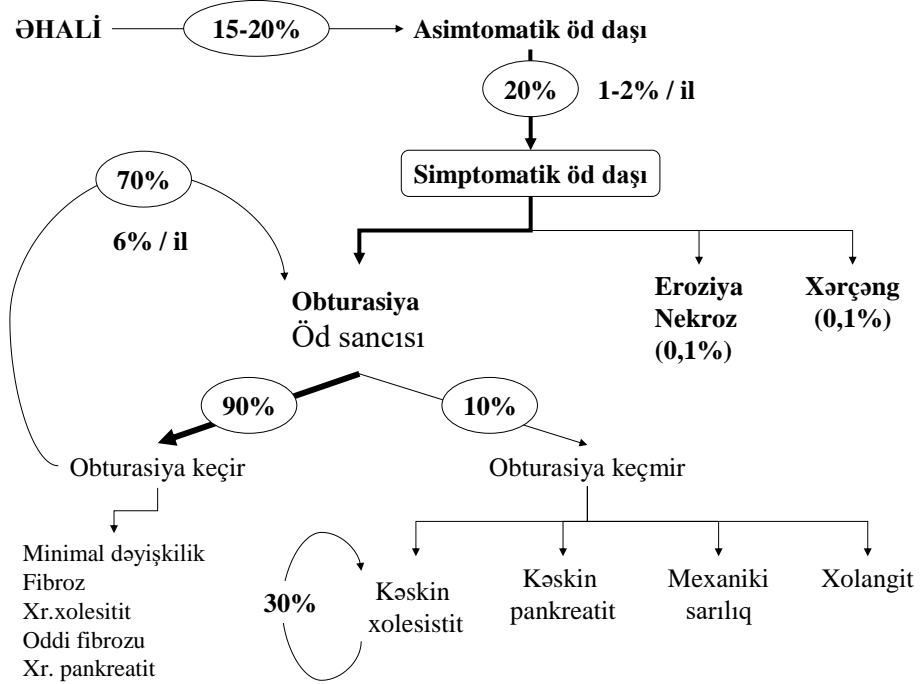 ƏHALİ
15-20%
Asimtomatik öd daşı
20%
1-2% / il
Simptomatik öd daşı
70%
6% / il
Obturasiya
Öd sancısı
Eroziya
Nekroz
(0,1%)
Xərçəng
(0,1%)
90%
10%
Obturasiya keçir
Obturasiya keçmir
Minimal dəyişkilik
Fibroz
Xr.xolesitit
Oddi fibrozu
Xr. pankreatit
30%
Kəskin
xolesistit
Kəskin
pankreatit
Mexaniki
sarılıq
Xolangit